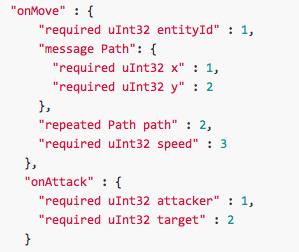 "onMove" : {
"required uInt32 entityId" : 1,
"message Path": {
"required uInt32 x" : 1,
"required uInt32 y" : 2
},
"repeated Path path" : 2,
"required uInt32 speed" : 3
},
"onAttack" : {
"required uInt32 attacker" : 1,
"required uInt32 target" : 2
}